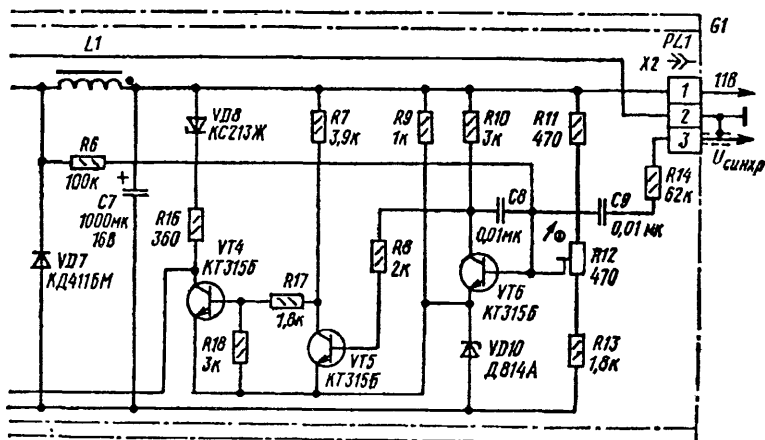 G1
L1
PL1
X2
1
11В
2
3
Uсинхр
VD8
КС213Ж
R7
3,9к
R9
1к
R10
3к
R11
470
R6
100к
C7
1000мк
16В
R14
62к
C8
0,01мк
C9
0,01 мк
R16
360
VT4
КТ315Б
R8
2к
R12
470
VD7
КД411БМ
R17
1,8к
VT6
КТ315Б
R18
3к
VT5
КТ315Б
VD10
Д814А
R13
1,8к